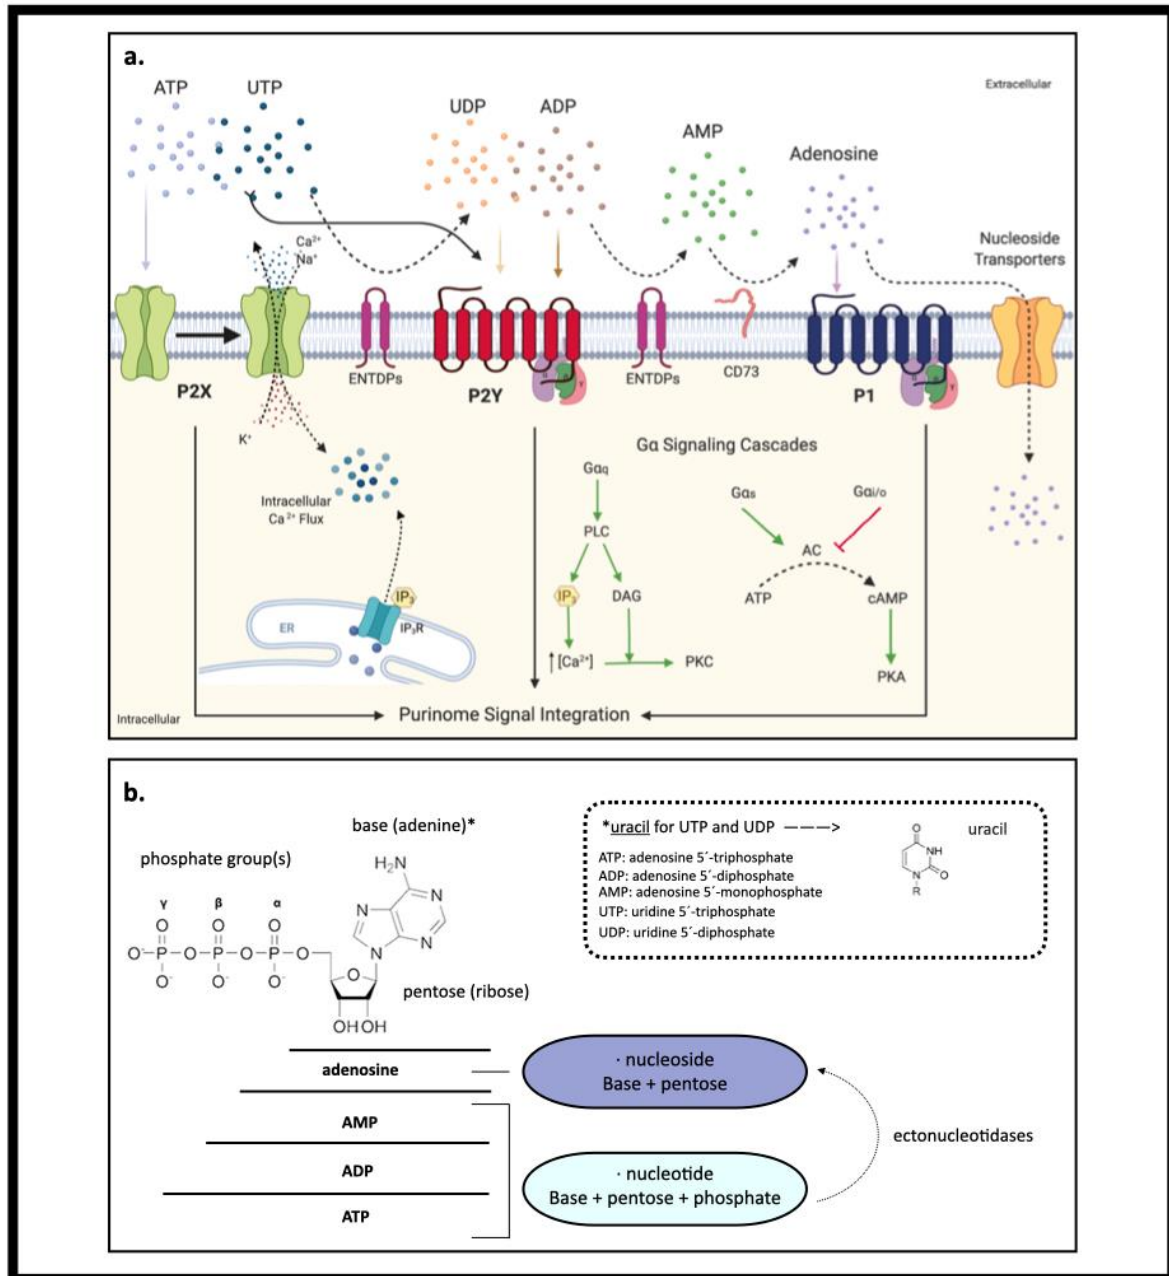 a.
ATP
UTP
UDP
ADP
AMP
Adenosine
Extracellular
Nucleoside
Transporters
Ca²⁺
Na⁺
P2X
K⁺
ENTDPs
P2Y
ENTDPs
CD73
P1
Intracellular
Ca²⁺ Flux
ER
IP₃
IP₃R
Gα Signaling Cascades
Gαq
PLC
IP₃
DAG
↑[Ca²⁺]
PKC
Gαs
Gαi/o
AC
ATP
cAMP
PKA
Intracellular
Purinome Signal Integration
b.
base (adenine)*
phosphate group(s)
γ β α
H₂N
N
N
N
N
O O O
O⁻ P O P O P O
O⁻ O⁻ O⁻
O
OH OH
pentose (ribose)
*uracil for UTP and UDP ————>
uracil
O
NH
N
O
R
ATP: adenosine 5´-triphosphate
ADP: adenosine 5´-diphosphate
AMP: adenosine 5´-monophosphate
UTP: uridine 5´-triphosphate
UDP: uridine 5´-diphosphate
adenosine
AMP
ADP
ATP
· nucleoside
Base + pentose
· nucleotide
Base + pentose + phosphate
ectonucleotidases